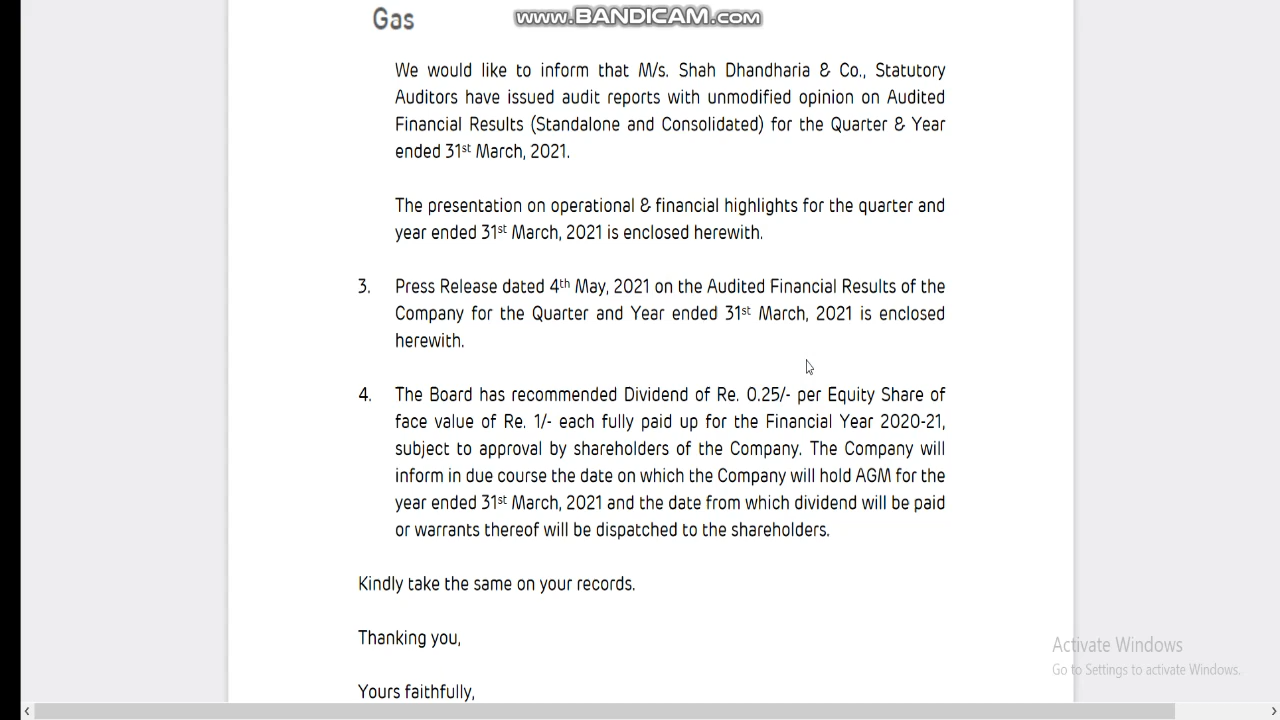 Gas
www.BANDICAM.com
We would like to inform that M/s. Shah Dhandharia & Co., Statutory
Auditors have issued audit reports with unmodified opinion on Audited
Financial Results (Standalone and Consolidated) for the Quarter & Year
ended 31st March, 2021.
The presentation on operational & financial highlights for the quarter and
year ended 31st March, 2021 is enclosed herewith.
3. Press Release dated 4th May, 2021 on the Audited Financial Results of the
Company for the Quarter and Year ended 31st March, 2021 is enclosed
herewith.
4. The Board has recommended Dividend of Re. 0.25/- per Equity Share of
face value of Re. 1/- each fully paid up for the Financial Year 2020-21,
subject to approval by shareholders of the Company. The Company will
inform in due course the date on which the Company will hold AGM for the
year ended 31st March, 2021 and the date from which dividend will be paid
or warrants thereof will be dispatched to the shareholders.
Kindly take the same on your records.
Thanking you,
Yours faithfully,
Activate Windows
Go to Settings to activate Windows.